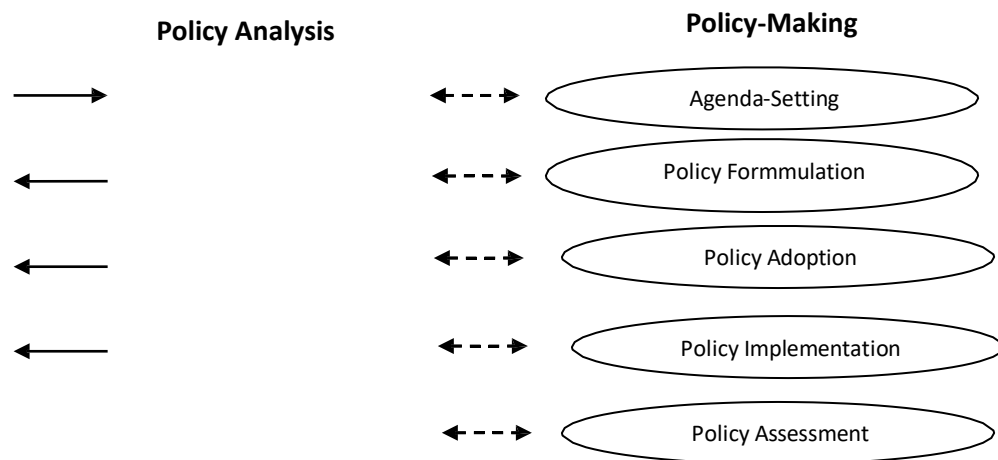 Policy Analysis
Policy-Making
Agenda-Setting
Policy Formmulation
Policy Adoption
Policy Implementation
Policy Assessment